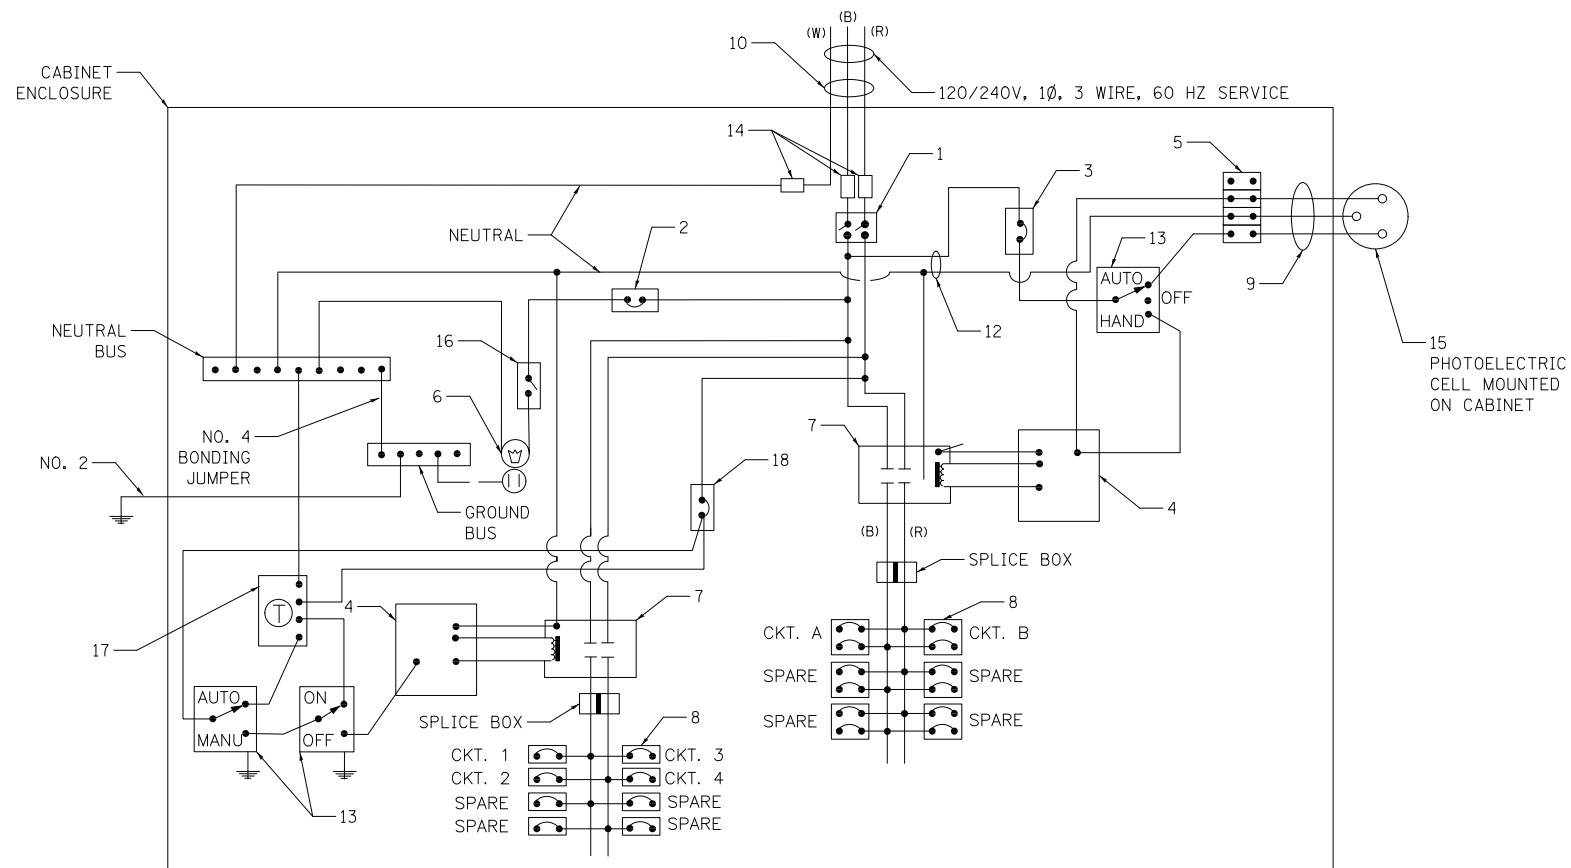 (B)
(W)
(R)
10
CABINET
ENCLOSURE
120/240V, 1Ø, 3 WIRE, 60 HZ SERVICE
14
1
5
3
NEUTRAL
2
13
AUTO
OFF
HAND
9
12
NEUTRAL
BUS
16
15
PHOTOELECTRIC
CELL MOUNTED
ON CABINET
6
7
NO. 4
BONDING
JUMPER
NO. 2
18
4
GROUND
BUS
(B)
(R)
SPLICE BOX
T
17
4
7
8
CKT. A
CKT. B
SPARE
SPARE
SPARE
SPARE
AUTO
MANU
ON
OFF
SPLICE BOX
8
CKT. 1
CKT. 3
CKT. 2
CKT. 4
SPARE
SPARE
SPARE
SPARE
13